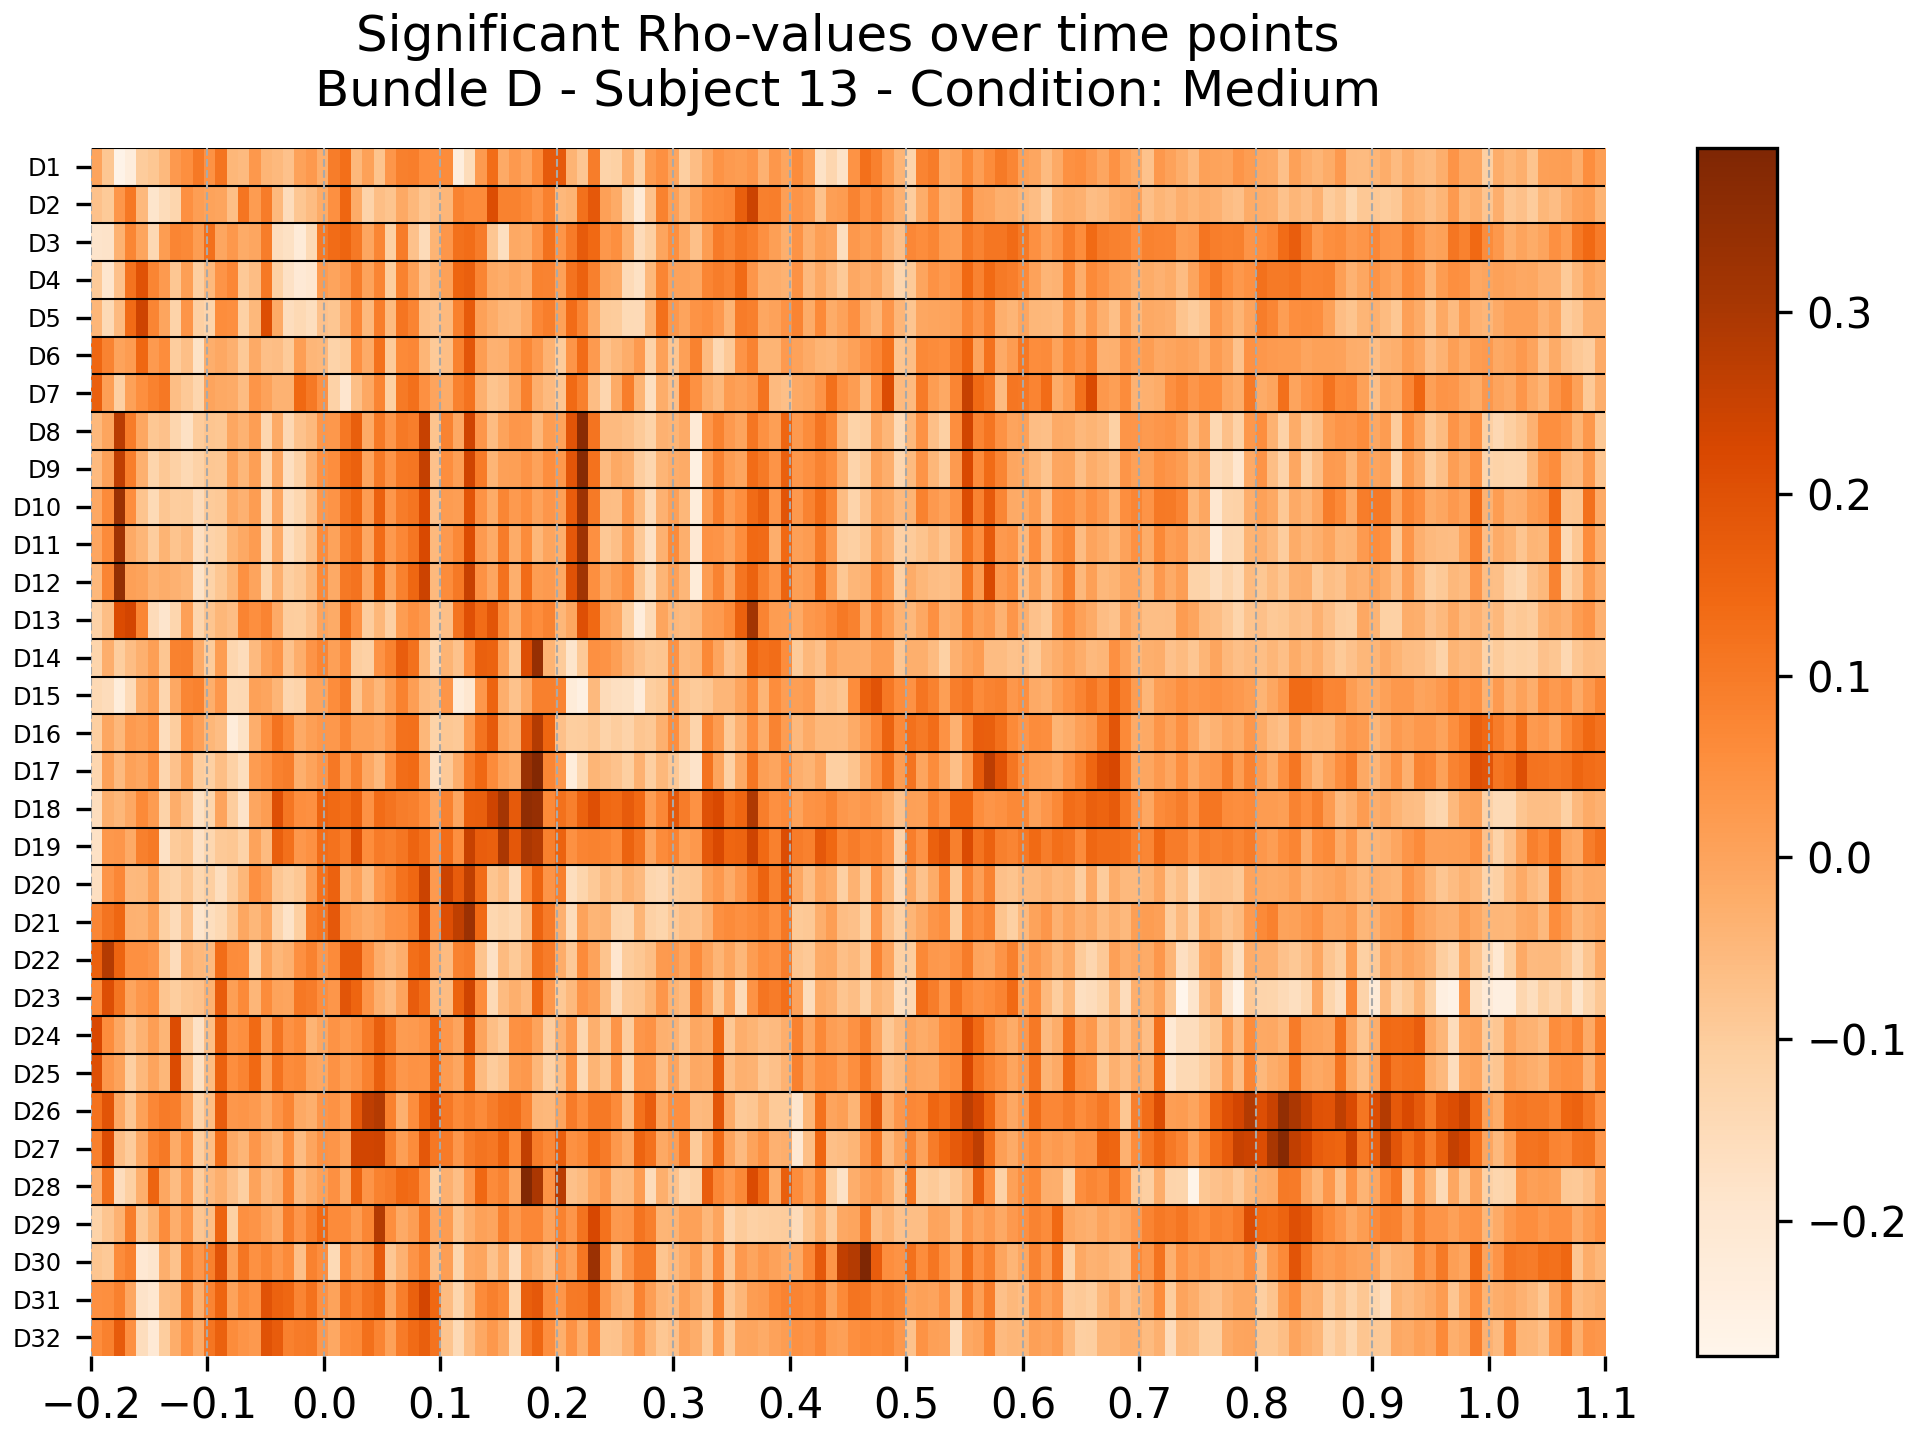 Significant Rho-values over time points
Bundle D - Subject 13 - Condition: Medium
D1
D2
D3
D4
D5
D6
D7
D8
D9
D10
D11
D12
D13
D14
D15
D16
D17
D18
D19
D20
D21
D22
D23
D24
D25
D26
D27
D28
D29
D30
D31
D32
−0.2 −0.1 0.0 0.1 0.2 0.3 0.4 0.5 0.6 0.7 0.8 0.9 1.0 1.1
0.3
0.2
0.1
0.0
−0.1
−0.2